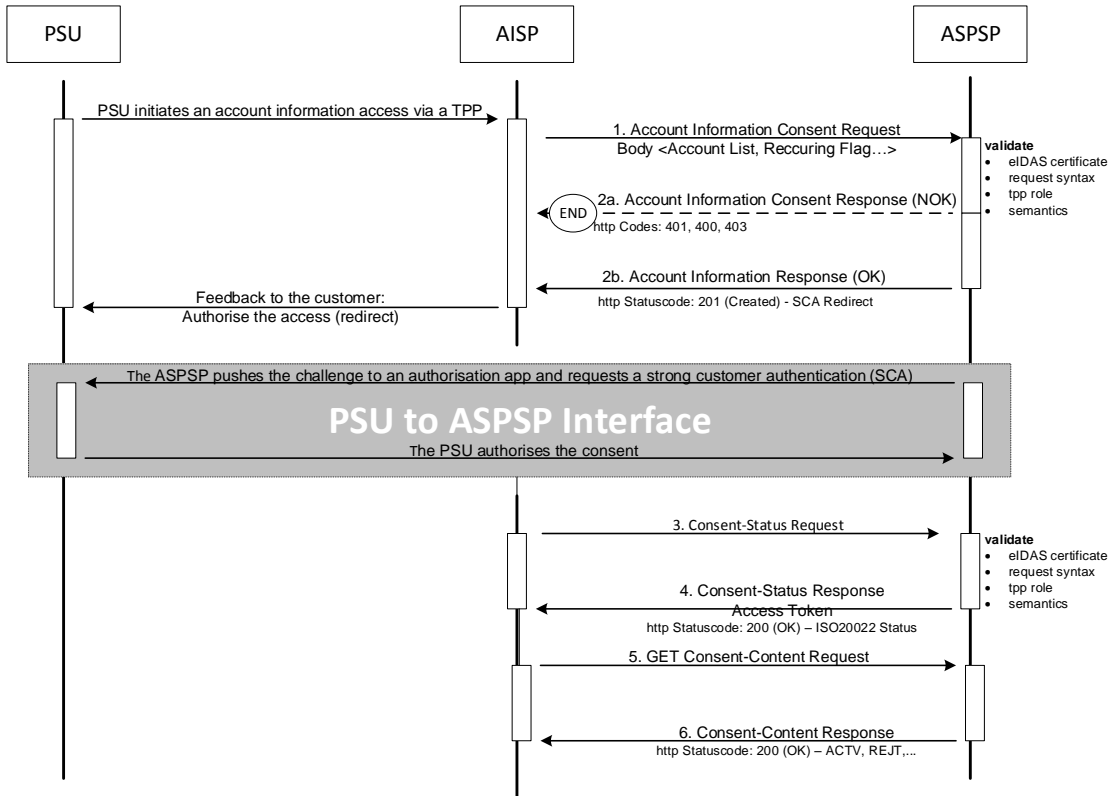 PSU
AISP
ASPSP
PSU initiates an account information access via a TPP
1. Account Information Consent Request
Body <Account List, Reccuring Flag…>
validate
• eIDAS certificate
• request syntax
• tpp role
• semantics
2a. Account Information Consent Response (NOK)
END
http Codes: 401, 400, 403
2b. Account Information Response (OK)
http Statuscode: 201 (Created) - SCA Redirect
Feedback to the customer:
Authorise the access (redirect)
The ASPSP pushes the challenge to an authorisation app and requests a strong customer authentication (SCA)
PSU to ASPSP Interface
The PSU authorises the consent
3. Consent-Status Request
validate
• eIDAS certificate
• request syntax
• tpp role
• semantics
4. Consent-Status Response
Access Token
http Statuscode: 200 (OK) – ISO20022 Status
5. GET Consent-Content Request
6. Consent-Content Response
http Statuscode: 200 (OK) – ACTV, REJT,...